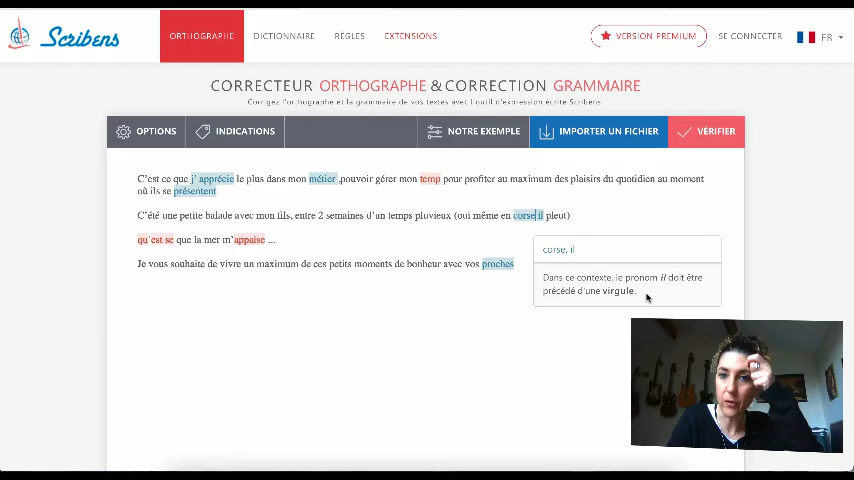 Scribens
ORTHOGRAPHE
DICTIONNAIRE
RÈGLES
EXTENSIONS
VERSION PREMIUM
SE CONNECTER
FR
CORRECTEUR ORTHOGRAPHE & CORRECTION GRAMMAIRE
Corrigez l'orthographe et la grammaire de vos textes avec l'outil d'expression écrite Scribens.
OPTIONS
INDICATIONS
NOTRE EXEMPLE
IMPORTER UN FICHIER
VÉRIFIER
C'est ce que j' apprécie le plus dans mon métier ,pouvoir gérer mon temp pour profiter au maximum des plaisirs du quotidien au moment
où ils se présentent
C'été une petite balade avec mon fils, entre 2 semaines d'un temps pluvieux (oui même en corse il pleut)
qu'est se que la mer m'appaise ...
Je vous souhaite de vivre un maximum de ces petits moments de bonheur avec vos proches
corse, il
Dans ce contexte, le pronom il doit être
précédé d'une virgule.